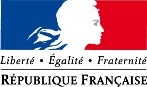 Liberté • Égalité • Fraternité
RÉPUBLIQUE FRANÇAISE